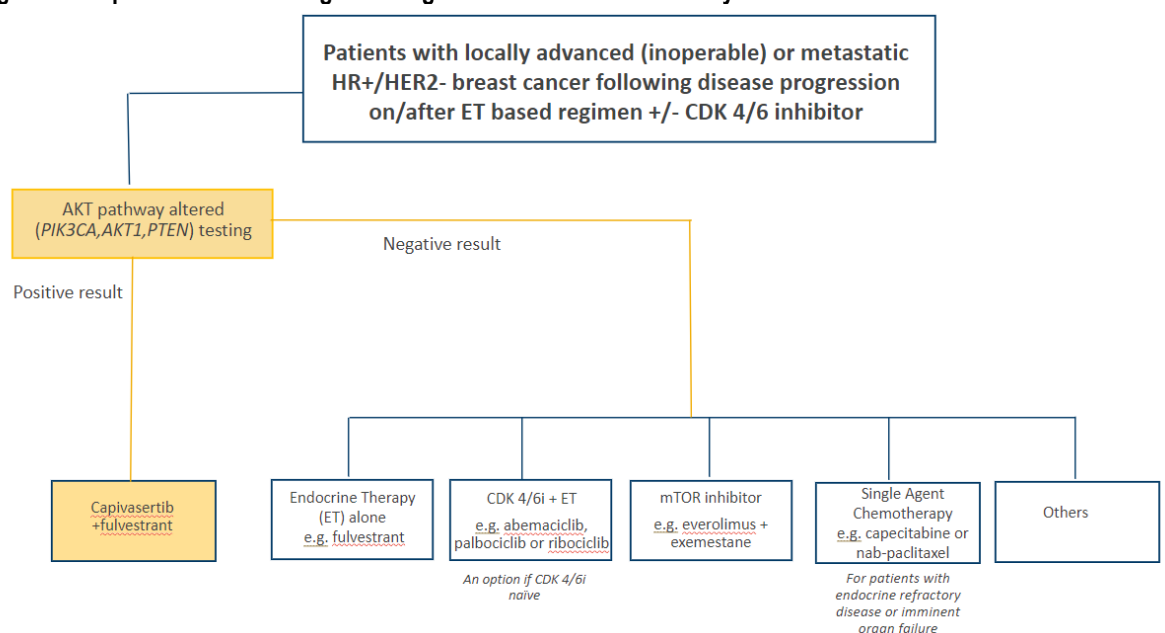 Patients with locally advanced (inoperable) or metastatic
HR+/HER2- breast cancer following disease progression
on/after ET based regimen +/- CDK 4/6 inhibitor
AKT pathway altered
(PIK3CA,AKT1,PTEN) testing
Negative result
Positive result
Capivasertib
+fulvestrant
Endocrine Therapy
(ET) alone
e.g. fulvestrant
CDK 4/6i + ET
e.g. abemaciclib,
palbociclib or ribociclib
An option if CDK 4/6i
naïve
mTOR inhibitor
e.g. everolimus +
exemestane
Single Agent
Chemotherapy
e.g. capecitabine or
nab-paclitaxel
For patients with
endocrine refractory
disease or imminent
organ failure
Others